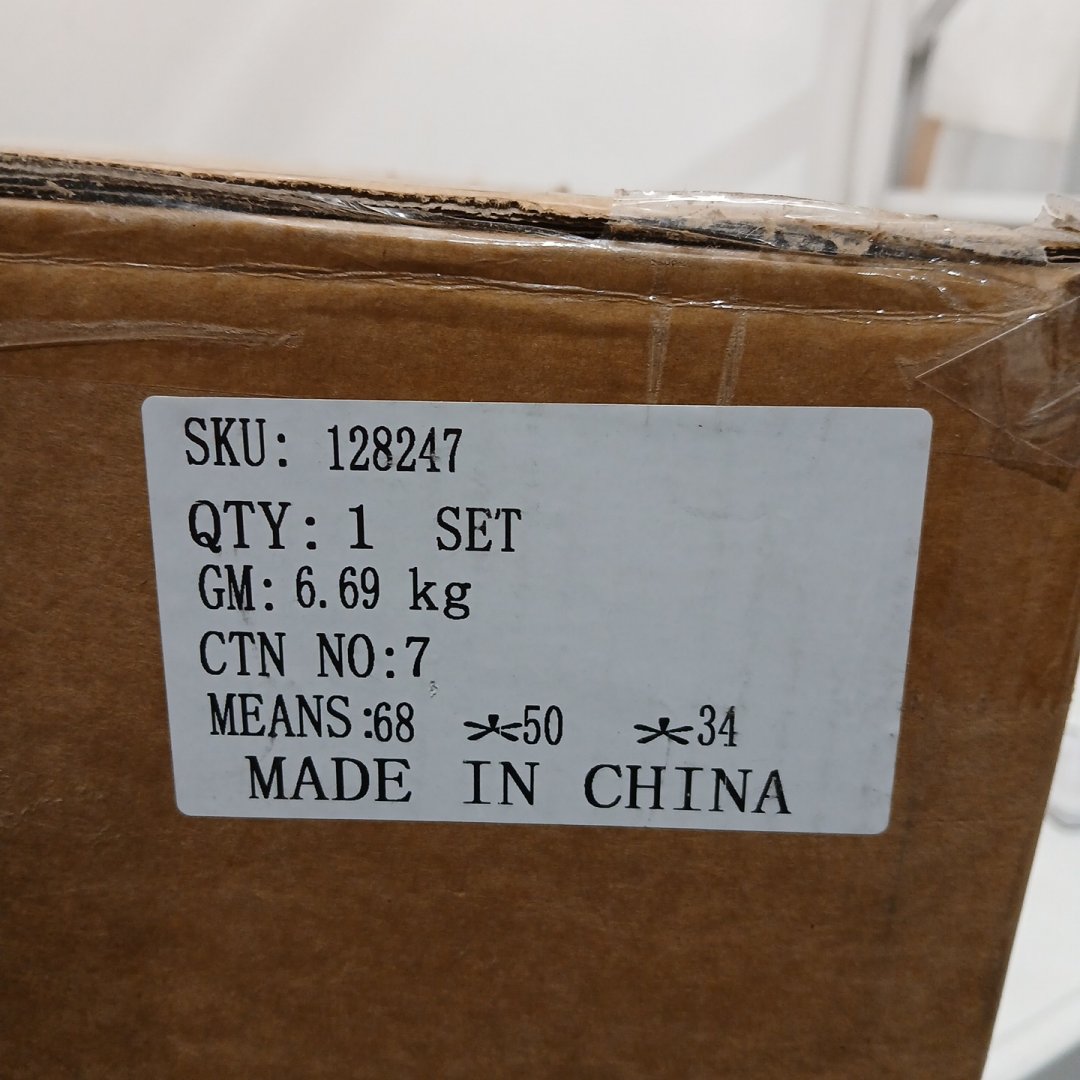 SKU: 128247
QTY: 1 SET
GM: 6.69 kg
CTN NO:7
MEANS:68 *50 *34
MADE IN CHINA